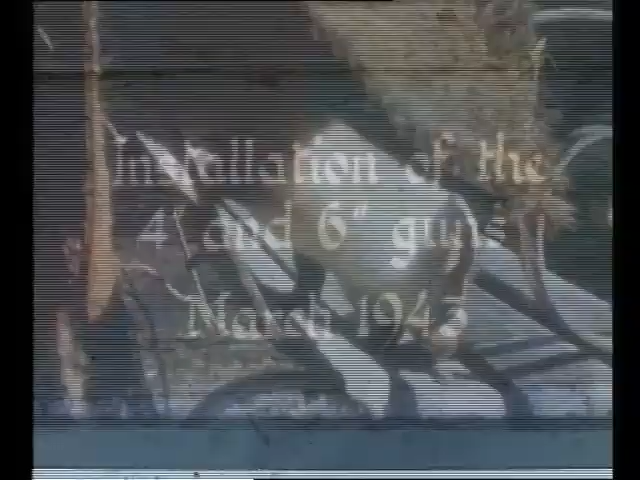 Installation of the
4" and 6" guns
March 1943